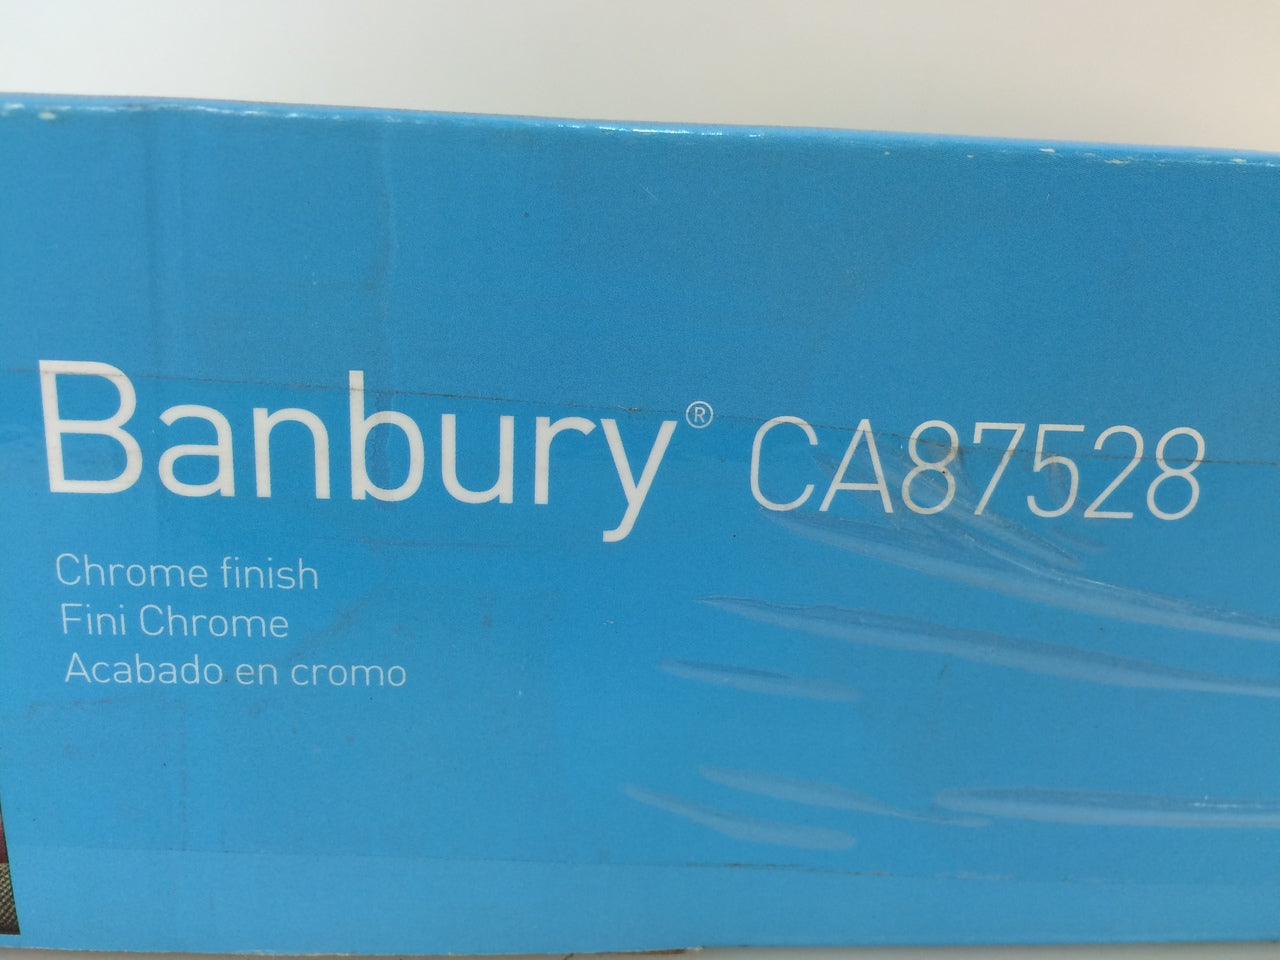 Banbury® CA87528
Chrome finish
Fini Chrome
Acabado en cromo